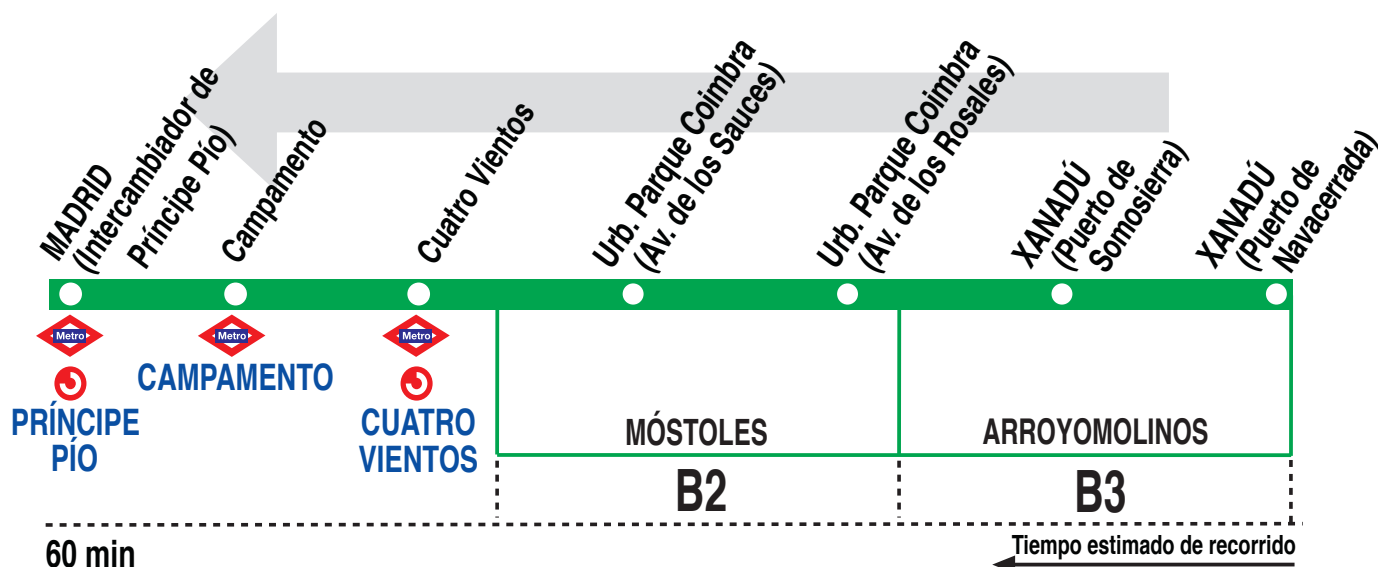 MADRID
(Intercambiador de
Príncipe Pío)
Campamento
Cuatro Vientos
Urb. Parque Coimbra
(Av. de los Sauces)
Urb. Parque Coimbra
(Av. de los Rosales)
XANADÚ
(Puerto de
Somosierra)
XANADÚ
(Puerto de
Navacerrada)
Metro
Metro
Metro
PRÍNCIPE
PÍO
CAMPAMENTO
CUATRO
VIENTOS
MÓSTOLES
ARROYOMOLINOS
B2
B3
60 min
Tiempo estimado de recorrido